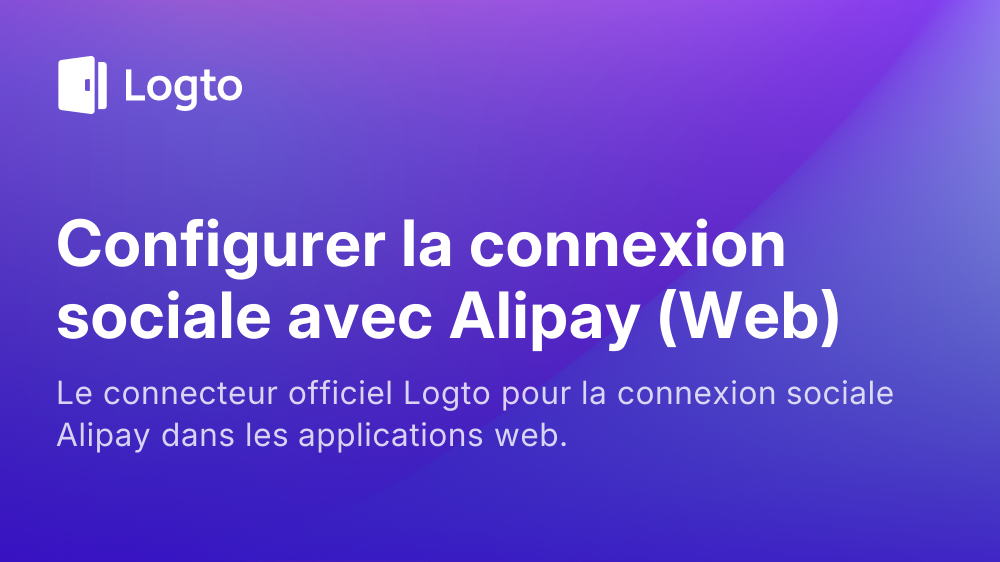 Logto
Configurer la connexion
sociale avec Alipay (Web)
Le connecteur officiel Logto pour la connexion sociale
Alipay dans les applications web.